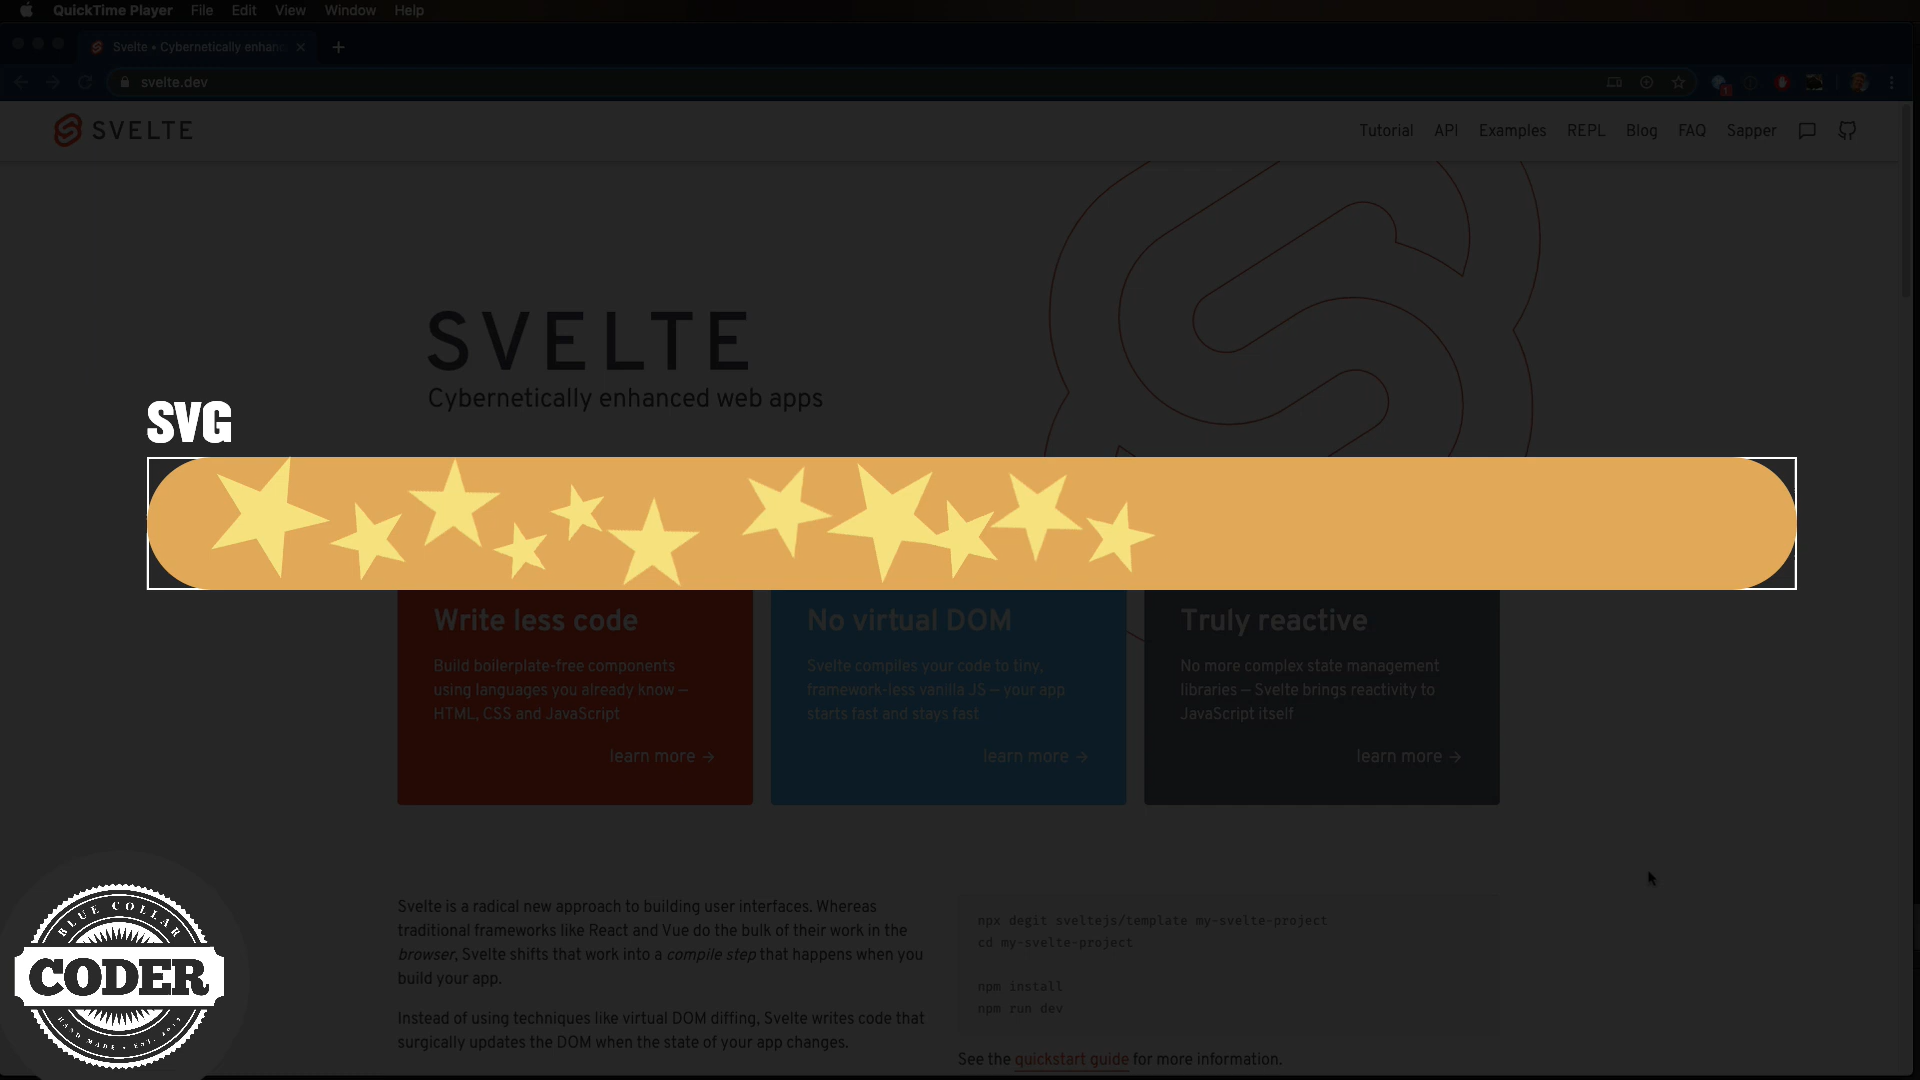 QuickTime Player File Edit View Window Help
Svelte • Cybernetically enhanc
svelte.dev
SVELTE
Tutorial API Examples REPL Blog FAQ Sapper
SVELTE
Cybernetically enhanced web apps
SVG
Write less code
Build boilerplate-free components
using languages you already know —
HTML, CSS and JavaScript
learn more →
No virtual DOM
Svelte compiles your code to tiny,
framework-less vanilla JS — your app
starts fast and stays fast
learn more →
Truly reactive
No more complex state management
libraries — Svelte brings reactivity to
JavaScript itself
learn more →
Svelte is a radical new approach to building user interfaces. Whereas
traditional frameworks like React and Vue do the bulk of their work in the
browser, Svelte shifts that work into a compile step that happens when you
build your app.
Instead of using techniques like virtual DOM diffing, Svelte writes code that
surgically updates the DOM when the state of your app changes.
npx degit sveltejs/template my-svelte-project
cd my-svelte-project
npm install
npm run dev
See the quickstart guide for more information.
BLUE COLLAR
CODER
HAND MADE • EST. 2013